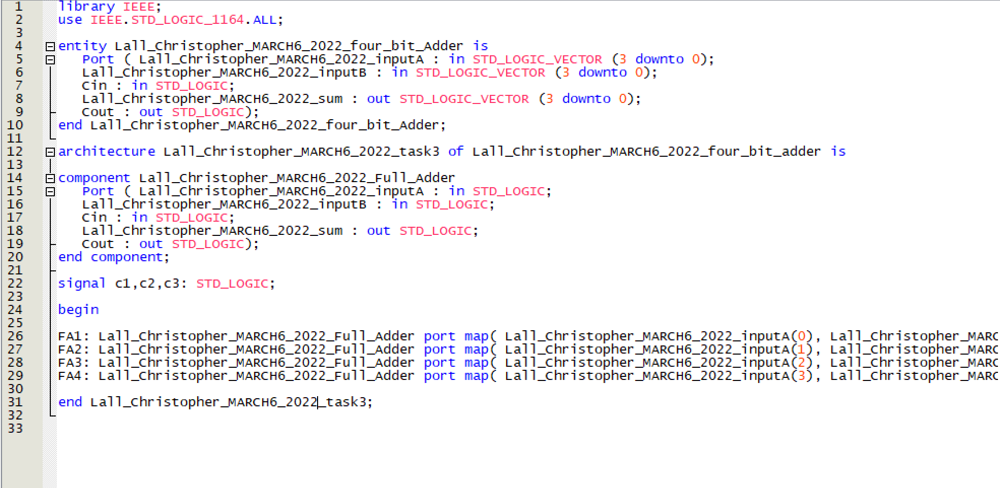 1 library IEEE;
2 use IEEE.STD_LOGIC_1164.ALL;
3
4 entity Lall_Christopher_MARCH6_2022_four_bit_Adder is
5 Port ( Lall_Christopher_MARCH6_2022_inputA : in STD_LOGIC_VECTOR (3 downto 0);
6 Lall_Christopher_MARCH6_2022_inputB : in STD_LOGIC_VECTOR (3 downto 0);
7 Cin : in STD_LOGIC;
8 Lall_Christopher_MARCH6_2022_sum : out STD_LOGIC_VECTOR (3 downto 0);
9 Cout : out STD_LOGIC);
10 end Lall_Christopher_MARCH6_2022_four_bit_Adder;
11
12 architecture Lall_Christopher_MARCH6_2022_task3 of Lall_Christopher_MARCH6_2022_four_bit_adder is
13
14 component Lall_Christopher_MARCH6_2022_Full_Adder
15 Port ( Lall_Christopher_MARCH6_2022_inputA : in STD_LOGIC;
16 Lall_Christopher_MARCH6_2022_inputB : in STD_LOGIC;
17 Cin : in STD_LOGIC;
18 Lall_Christopher_MARCH6_2022_sum : out STD_LOGIC;
19 Cout : out STD_LOGIC);
20 end component;
21
22 signal c1,c2,c3: STD_LOGIC;
23
24 begin
25
26 FA1: Lall_Christopher_MARCH6_2022_Full_Adder port map( Lall_Christopher_MARCH6_2022_inputA(0), Lall_Christopher_MARC
27 FA2: Lall_Christopher_MARCH6_2022_Full_Adder port map( Lall_Christopher_MARCH6_2022_inputA(1), Lall_Christopher_MARC
28 FA3: Lall_Christopher_MARCH6_2022_Full_Adder port map( Lall_Christopher_MARCH6_2022_inputA(2), Lall_Christopher_MARC
29 FA4: Lall_Christopher_MARCH6_2022_Full_Adder port map( Lall_Christopher_MARCH6_2022_inputA(3), Lall_Christopher_MARC
30
31 end Lall_Christopher_MARCH6_2022_task3;
32
33